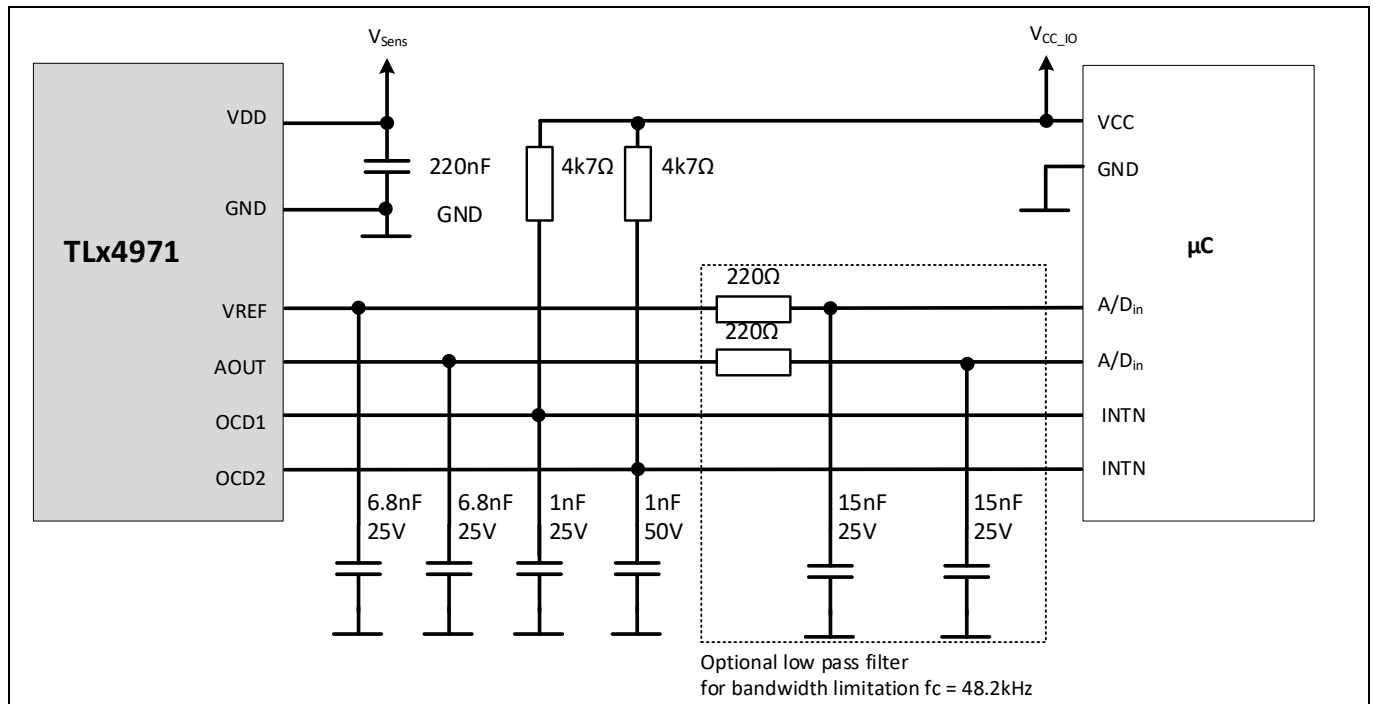 V_Sens
V_CC_IO
VDD
VCC
220nF
4k7Ω
4k7Ω
GND
GND
GND
TLx4971
µC
220Ω
VREF
A/D_in
220Ω
AOUT
A/D_in
OCD1
INTN
OCD2
INTN
6.8nF
25V
6.8nF
25V
1nF
25V
1nF
50V
15nF
25V
15nF
25V
Optional low pass filter
for bandwidth limitation fc = 48.2kHz